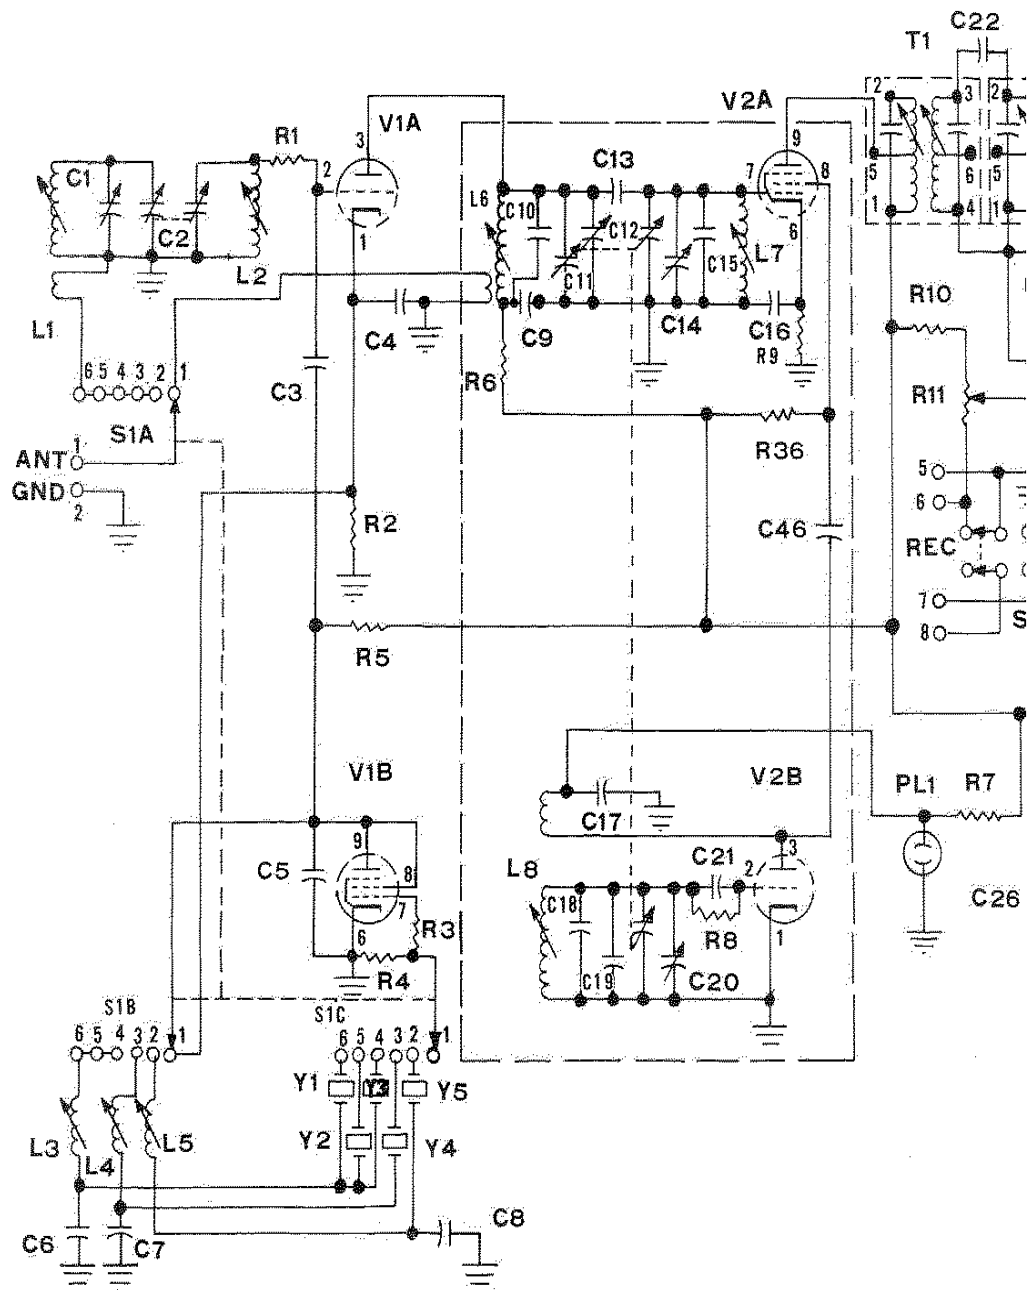 C22
T1
2
3
2
V2A
V1A
R1
3
9
C13
8
2
C1
7
5
6
5
L6
C10
1
C2
C12
6
1
4
1
L2
C11
C15
L7
R10
L1
C4
C9
C14
C16
R9
6 5 4 3 2 1
C3
R6
R11
S1A
R36
ANT
1
5
GND
2
6
R2
C46
REC
7
8
S
R5
V1B
V2B
PL1
R7
C17
9
3
C5
8
L8
C21
2
7
C18
C26
R3
6
R8
1
R4
C19
C20
S1B
S1C
6 5 4 3 2 1
6 5 4 3 2 1
Y1
Y3
Y5
L3
L5
Y2
Y4
L4
C8
C6
C7